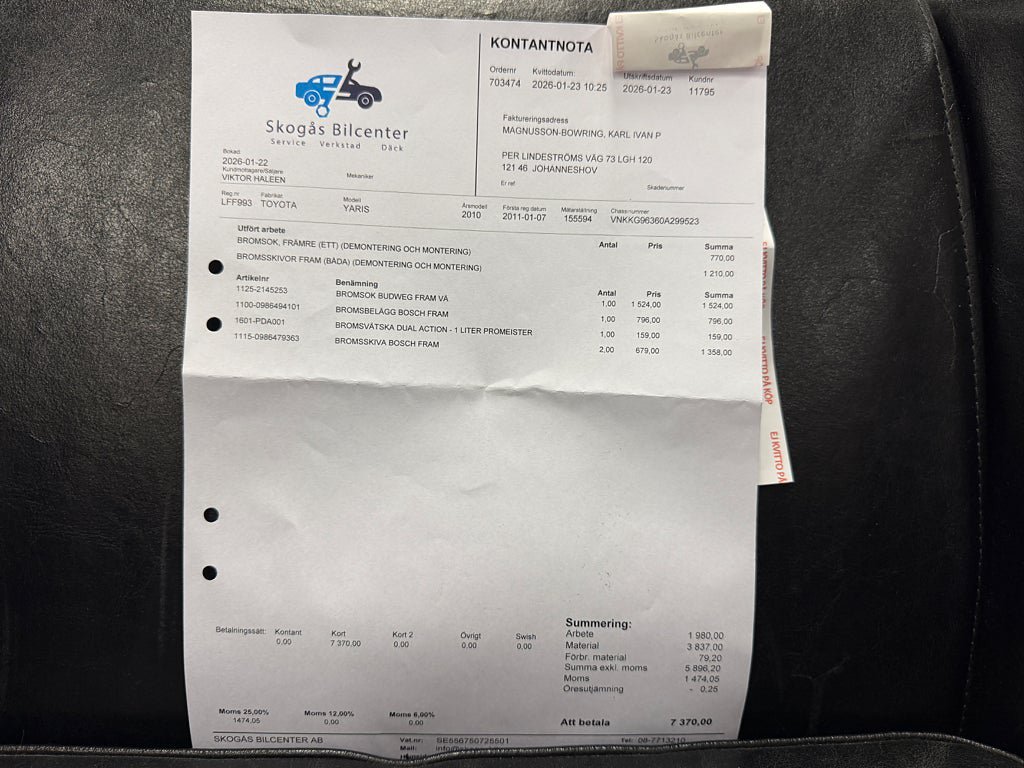 Skogås Bilcenter
Service Verkstad Däck
KONTANTNOTA
Ordernr Kvittodatum: Utskriftsdatum Kundnr
703474 2026-01-23 10:25 2026-01-23 11795
Faktureringsadress
MAGNUSSON-BOWRING, KARL IVAN P
PER LINDESTRÖMS VÄG 73 LGH 120
121 46 JOHANNESHOV
Er ref Skadenummer
Bokad:
2026-01-22
Kundmottagare/Säljare Mekaniker
VIKTOR HALEEN
Reg.nr Fabrikat Modell Årsmodell Första reg datum Mätarställning Chassinummer
LFF993 TOYOTA YARIS 2010 2011-01-07 155594 VNKKG96360A299523
Utfört arbete Antal Pris Summa
BROMSOK, FRÄMRE (ETT) (DEMONTERING OCH MONTERING) 770,00
BROMSSKIVOR FRAM (BÅDA) (DEMONTERING OCH MONTERING) 1 210,00
Artikelnr Benämning Antal Pris Summa
1125-2145253 BROMSOK BUDWEG FRAM VÄ 1,00 1 524,00 1 524,00
1100-0986494101 BROMSBELÄGG BOSCH FRAM 1,00 796,00 796,00
1601-PDA001 BROMSVÄTSKA DUAL ACTION - 1 LITER PROMEISTER 1,00 159,00 159,00
1115-0986479363 BROMSSKIVA BOSCH FRAM 2,00 679,00 1 358,00
EJ KVITTO PÅ KÖP
EJ KVITTO PÅ
Betalningssätt: Kontant Kort Kort 2 Övrigt Swish
0,00 7 370,00 0,00 0,00 0,00
Summering:
Arbete 1 980,00
Material 3 837,00
Förbr. material 79,20
Summa exkl. moms 5 896,20
Moms 1 474,05
Öresutjämning - 0,25
Moms 25,00% Moms 12,00% Moms 6,00%
1474,05 0,00 0,00
Att betala 7 370,00
SKOGÅS BILCENTER AB Vat.nr: SE556750725501 Tel: 08-7713210
Mail: